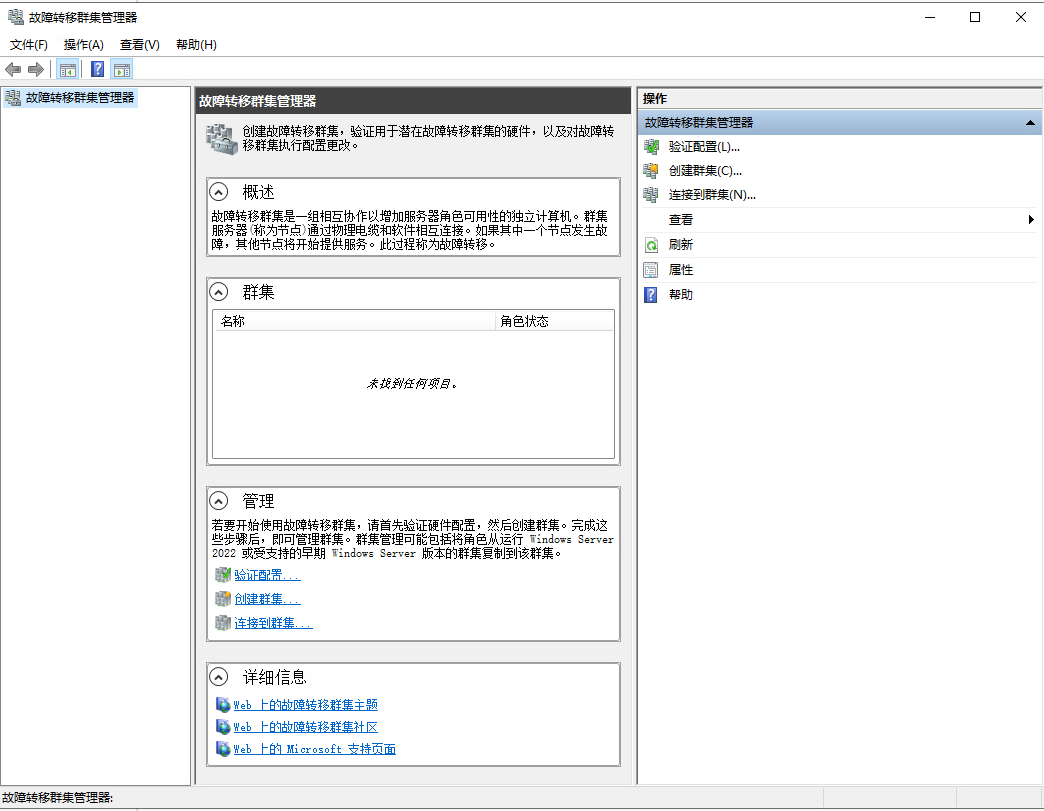 故障转移群集管理器
文件(F) 操作(A) 查看(V) 帮助(H)
故障转移群集管理器
故障转移群集管理器
创建故障转移群集，验证用于潜在故障转移群集的硬件，以及对故障转
移群集执行配置更改。
概述
故障转移群集是一组相互协作以增加服务器角色可用性的独立计算机。群集
服务器(称为节点)通过物理电缆和软件相互连接。如果其中一个节点发生故
障，其他节点将开始提供服务。此过程称为故障转移。
群集
名称 角色状态
未找到任何项目。
管理
若要开始使用故障转移群集，请首先验证硬件配置，然后创建群集。完成这
些步骤后，即可管理群集。群集管理可能包括将角色从运行 Windows Server
2022 或受支持的早期 Windows Server 版本的群集复制到该群集。
验证配置...
创建群集...
连接到群集...
详细信息
Web 上的故障转移群集主题
Web 上的故障转移群集社区
Web 上的 Microsoft 支持页面
操作
故障转移群集管理器
验证配置(L)...
创建群集(C)...
连接到群集(N)...
查看
刷新
属性
帮助
故障转移群集管理器: